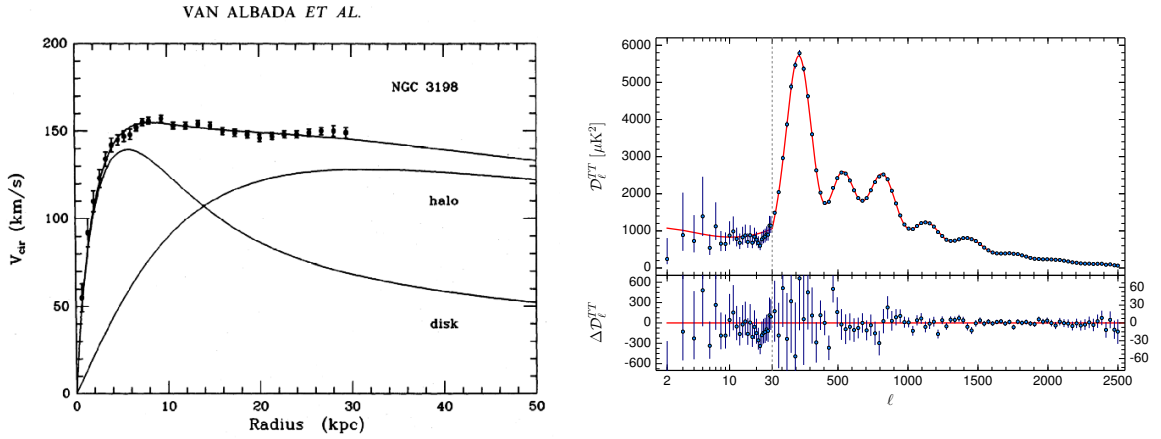 VAN ALBADA ET AL.
200
150
100
50
0
V_cir (km/s)
NGC 3198
halo
disk
0 10 20 30 40 50
Radius (kpc)
6000
5000
4000
3000
2000
1000
0
D_ℓ^TT [μK²]
600
300
0
-300
-600
ΔD_ℓ^TT
60
30
0
-30
-60
2 10 30 500 1000 1500 2000 2500
ℓ